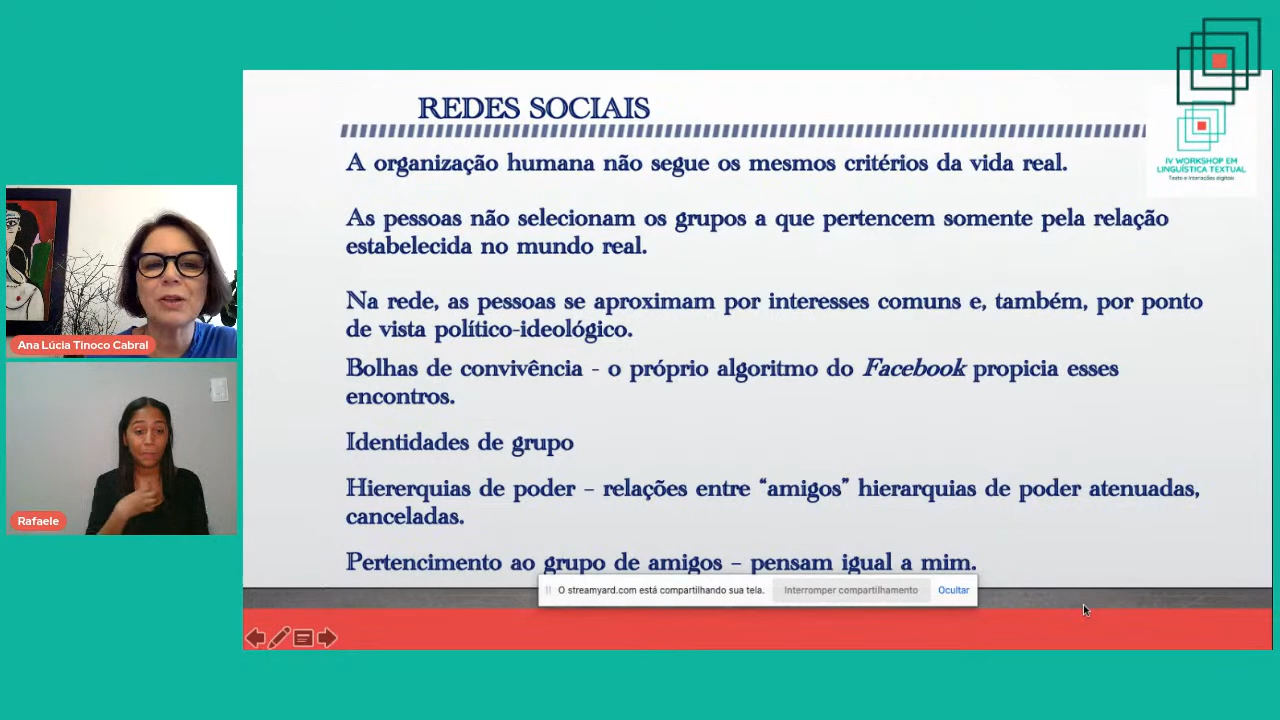 REDES SOCIAIS
A organização humana não segue os mesmos critérios da vida real.
As pessoas não selecionam os grupos a que pertencem somente pela relação
estabelecida no mundo real.
Na rede, as pessoas se aproximam por interesses comuns e, também, por ponto
de vista político-ideológico.
Bolhas de convivência - o próprio algoritmo do Facebook propicia esses
encontros.
Identidades de grupo
Hiererquias de poder – relações entre “amigos” hierarquias de poder atenuadas,
canceladas.
Pertencimento ao grupo de amigos – pensam igual a mim.
IV WORKSHOP EM
LINGUÍSTICA TEXTUAL
Texto e interações digitais
Ana Lúcia Tinoco Cabral
Rafaele
O streamyard.com está compartilhando sua tela.
Interromper compartilhamento
Ocultar